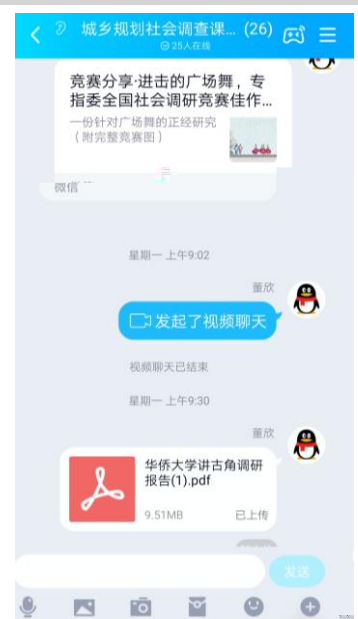 城乡规划社会调查课... (26)
25人在线
竞赛分享·进击的广场舞，专
指委全国社会调研竞赛佳作...
一份针对广场舞的正经研究
（附完整竞赛图）
微信
星期一 上午9:02
董欣
发起了视频聊天
视频聊天已结束
星期一 上午9:30
董欣
华侨大学讲古角调研
报告(1).pdf
9.51MB 已上传
发送